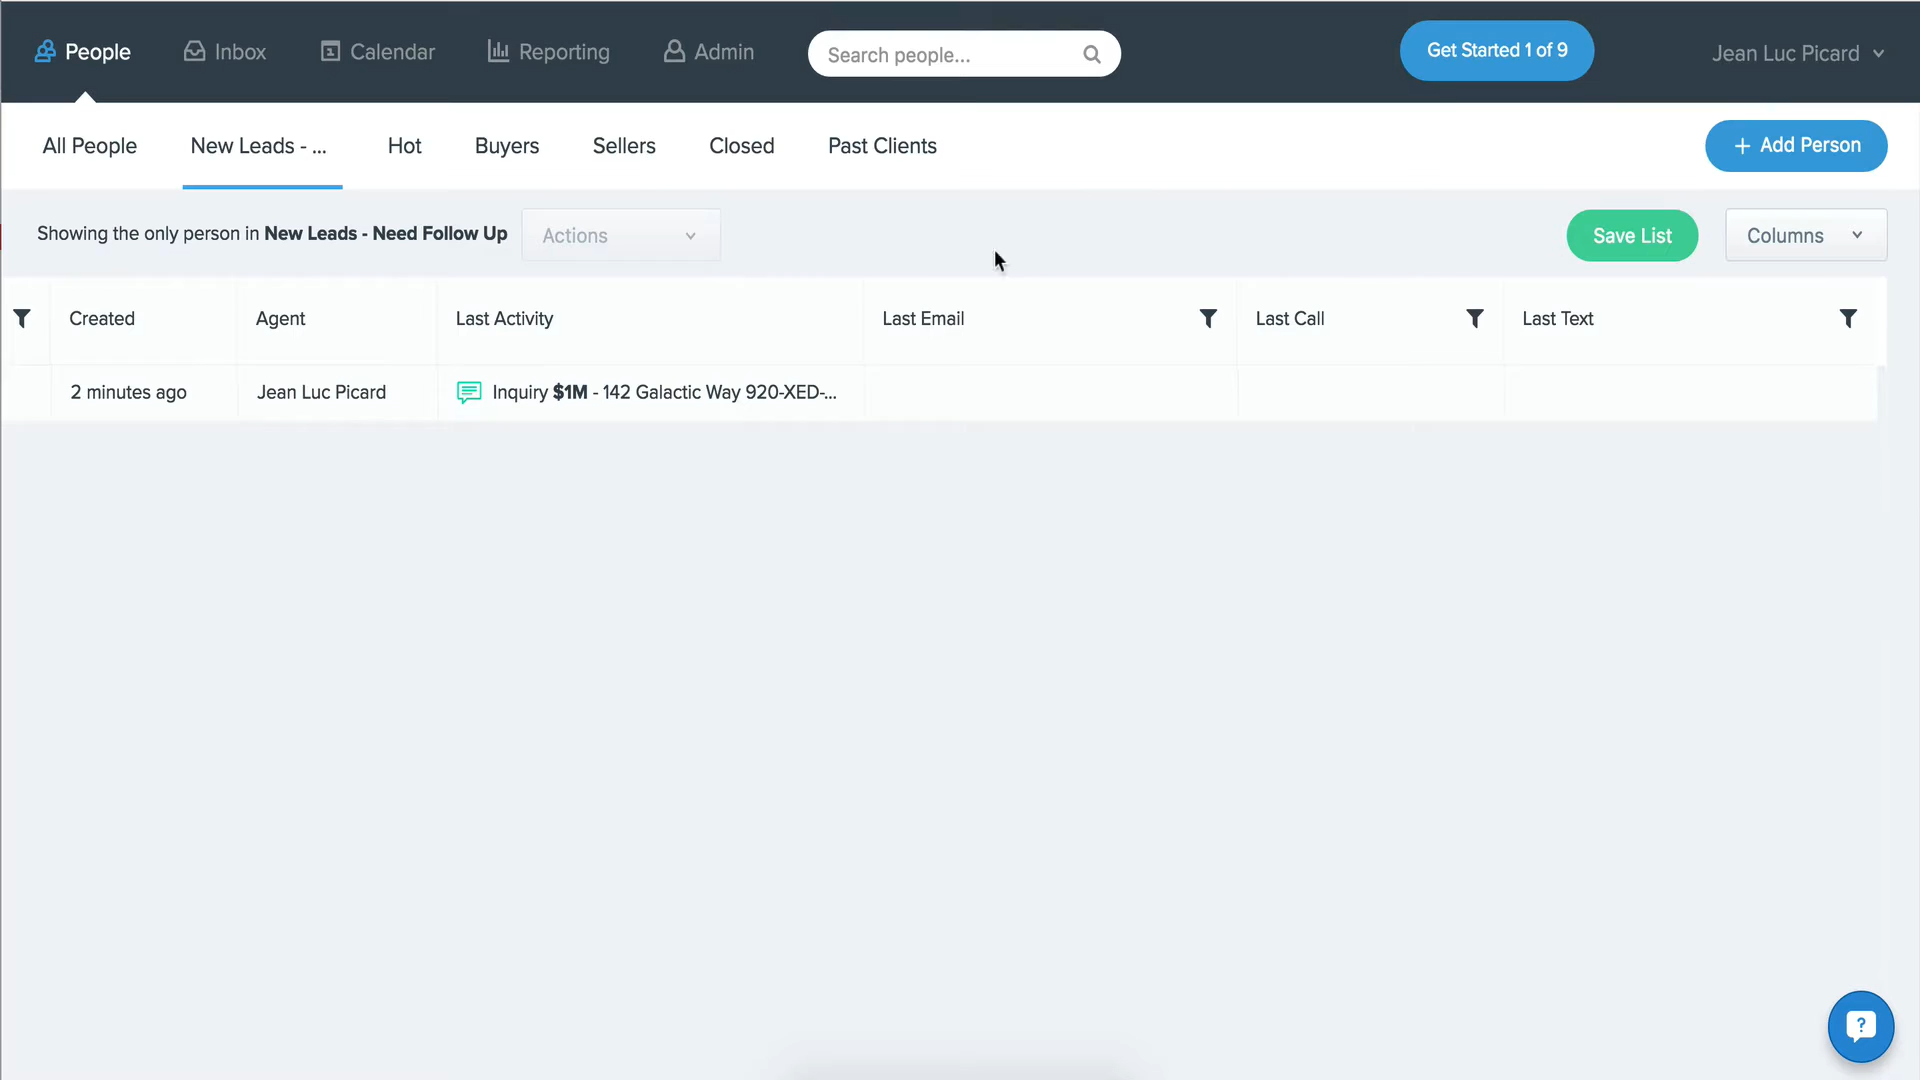 People Inbox Calendar Reporting Admin Search people... Get Started 1 of 9 Jean Luc Picard
All People New Leads - ... Hot Buyers Sellers Closed Past Clients + Add Person
Showing the only person in New Leads - Need Follow Up Actions Save List Columns
Created Agent Last Activity Last Email Last Call Last Text
2 minutes ago Jean Luc Picard Inquiry $1M - 142 Galactic Way 920-XED-...